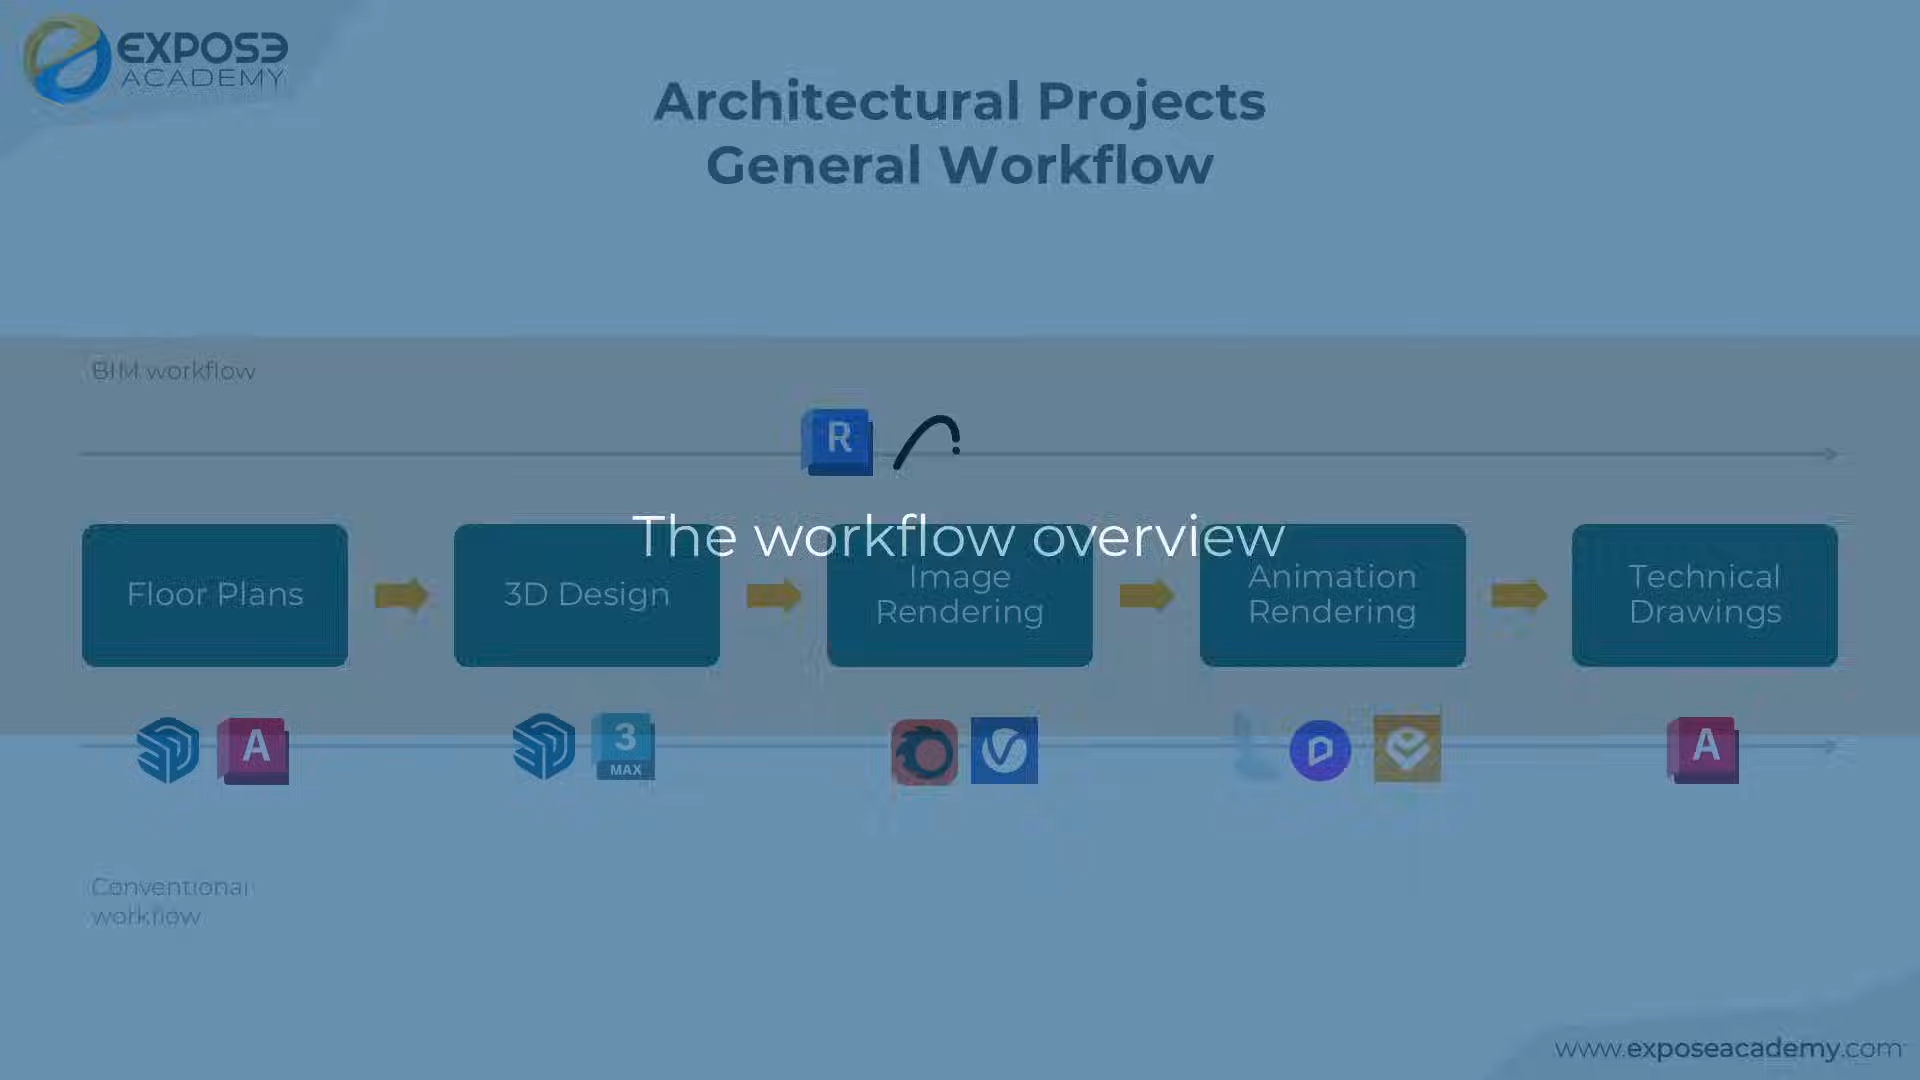 EXPOS3
ACADEMY
Architectural Projects
General Workflow
BIM workflow
R
The workflow overview
Floor Plans
3D Design
Image
Rendering
Animation
Rendering
Technical
Drawings
A
3
MAX
A
Conventional
workflow
www.exposeacademy.com